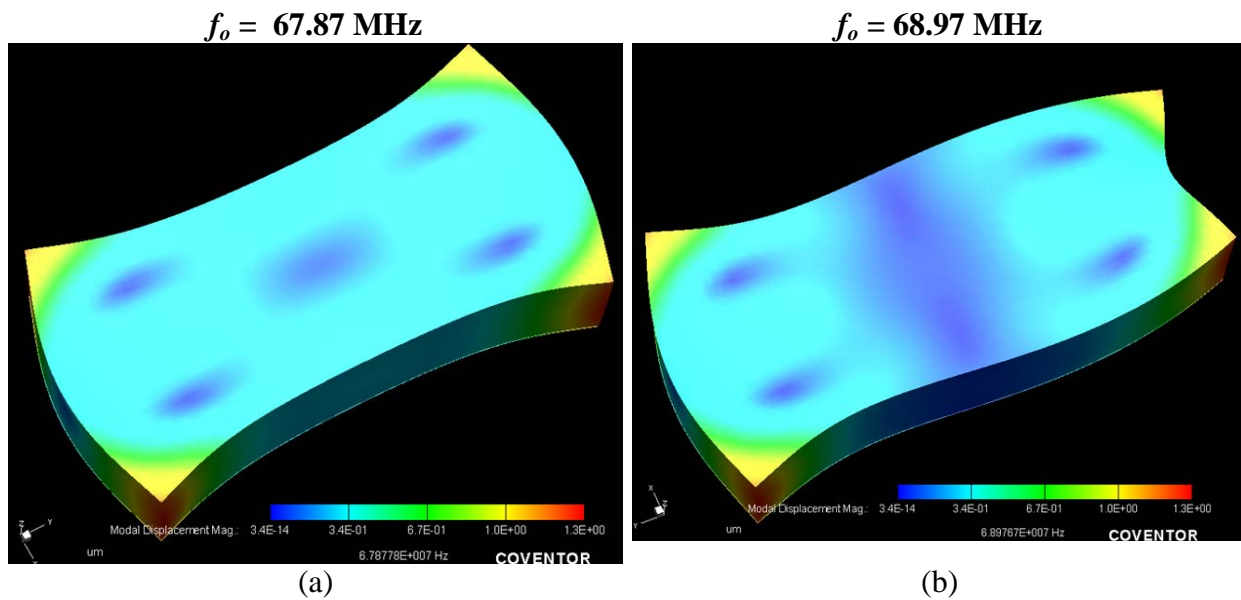 fₒ = 67.87 MHz
fₒ = 68.97 MHz
Z
Y
Modal Displacement Mag.: 3.4E-14 3.4E-01 6.7E-01 1.0E+00 1.3E+00
um
6.78778E+007 Hz
COVENTOR
X
Z
Y
Modal Displacement Mag.: 3.4E-14 3.4E-01 6.7E-01 1.0E+00 1.3E+00
um
6.89767E+007 Hz
COVENTOR
(a)
(b)